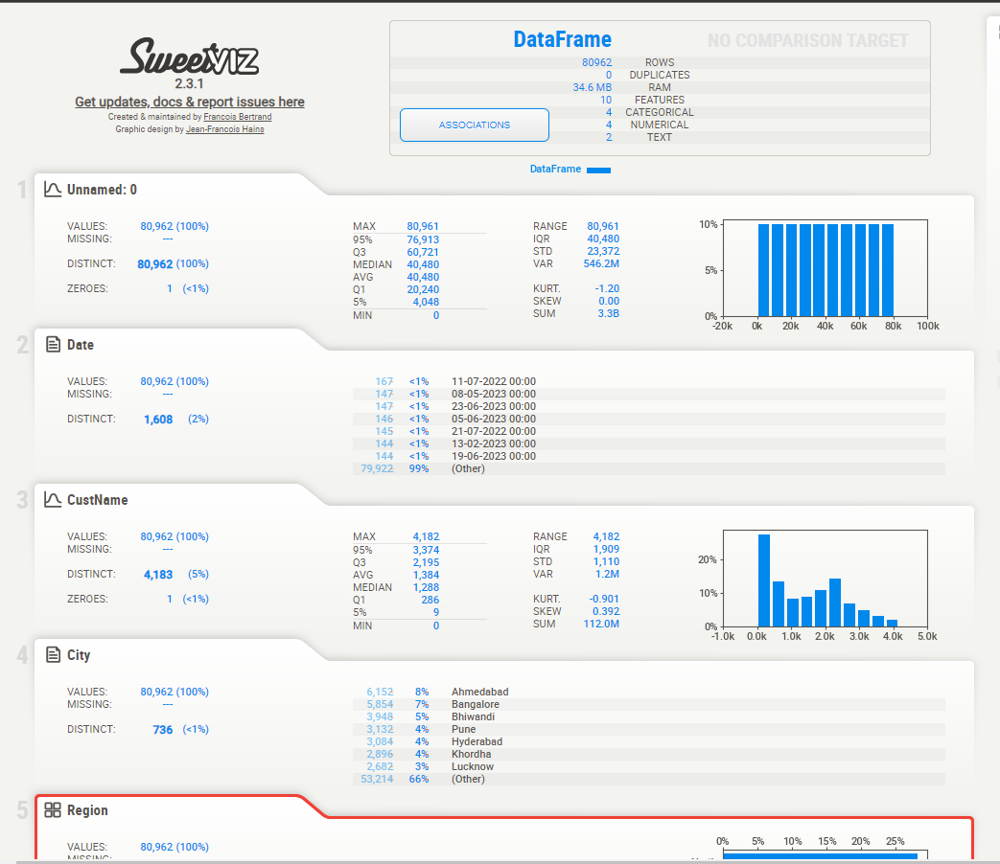 Sweetviz
2.3.1
Get updates, docs & report issues here
Created & maintained by Francois Bertrand
Graphic design by Jean-Francois Hains
DataFrame NO COMPARISON TARGET
80962 ROWS
0 DUPLICATES
34.6 MB RAM
10 FEATURES
4 CATEGORICAL
4 NUMERICAL
2 TEXT
ASSOCIATIONS
DataFrame
1 Unnamed: 0
VALUES: 80,962 (100%)
MISSING: ---
DISTINCT: 80,962 (100%)
ZEROES: 1 (<1%)
MAX 80,961
95% 76,913
Q3 60,721
MEDIAN 40,480
AVG 40,480
Q1 20,240
5% 4,048
MIN 0
RANGE 80,961
IQR 40,480
STD 23,372
VAR 546.2M
KURT. -1.20
SKEW 0.00
SUM 3.3B
10%
5%
0%
-20k 0k 20k 40k 60k 80k 100k
2 Date
VALUES: 80,962 (100%)
MISSING: ---
DISTINCT: 1,608 (2%)
167 <1% 11-07-2022 00:00
147 <1% 08-05-2023 00:00
147 <1% 23-06-2023 00:00
146 <1% 05-06-2023 00:00
145 <1% 21-07-2022 00:00
144 <1% 13-02-2023 00:00
144 <1% 19-06-2023 00:00
79,922 99% (Other)
3 CustName
VALUES: 80,962 (100%)
MISSING: ---
DISTINCT: 4,183 (5%)
ZEROES: 1 (<1%)
MAX 4,182
95% 3,374
Q3 2,195
AVG 1,384
MEDIAN 1,288
Q1 286
5% 9
MIN 0
RANGE 4,182
IQR 1,909
STD 1,110
VAR 1.2M
KURT. -0.901
SKEW 0.392
SUM 112.0M
20%
10%
0%
-1.0k 0.0k 1.0k 2.0k 3.0k 4.0k 5.0k
4 City
VALUES: 80,962 (100%)
MISSING: ---
DISTINCT: 736 (<1%)
6,152 8% Ahmedabad
5,854 7% Bangalore
3,948 5% Bhiwandi
3,132 4% Pune
3,084 4% Hyderabad
2,896 4% Khordha
2,682 3% Lucknow
53,214 66% (Other)
5 Region
VALUES: 80,962 (100%)
0% 5% 10% 15% 20% 25%